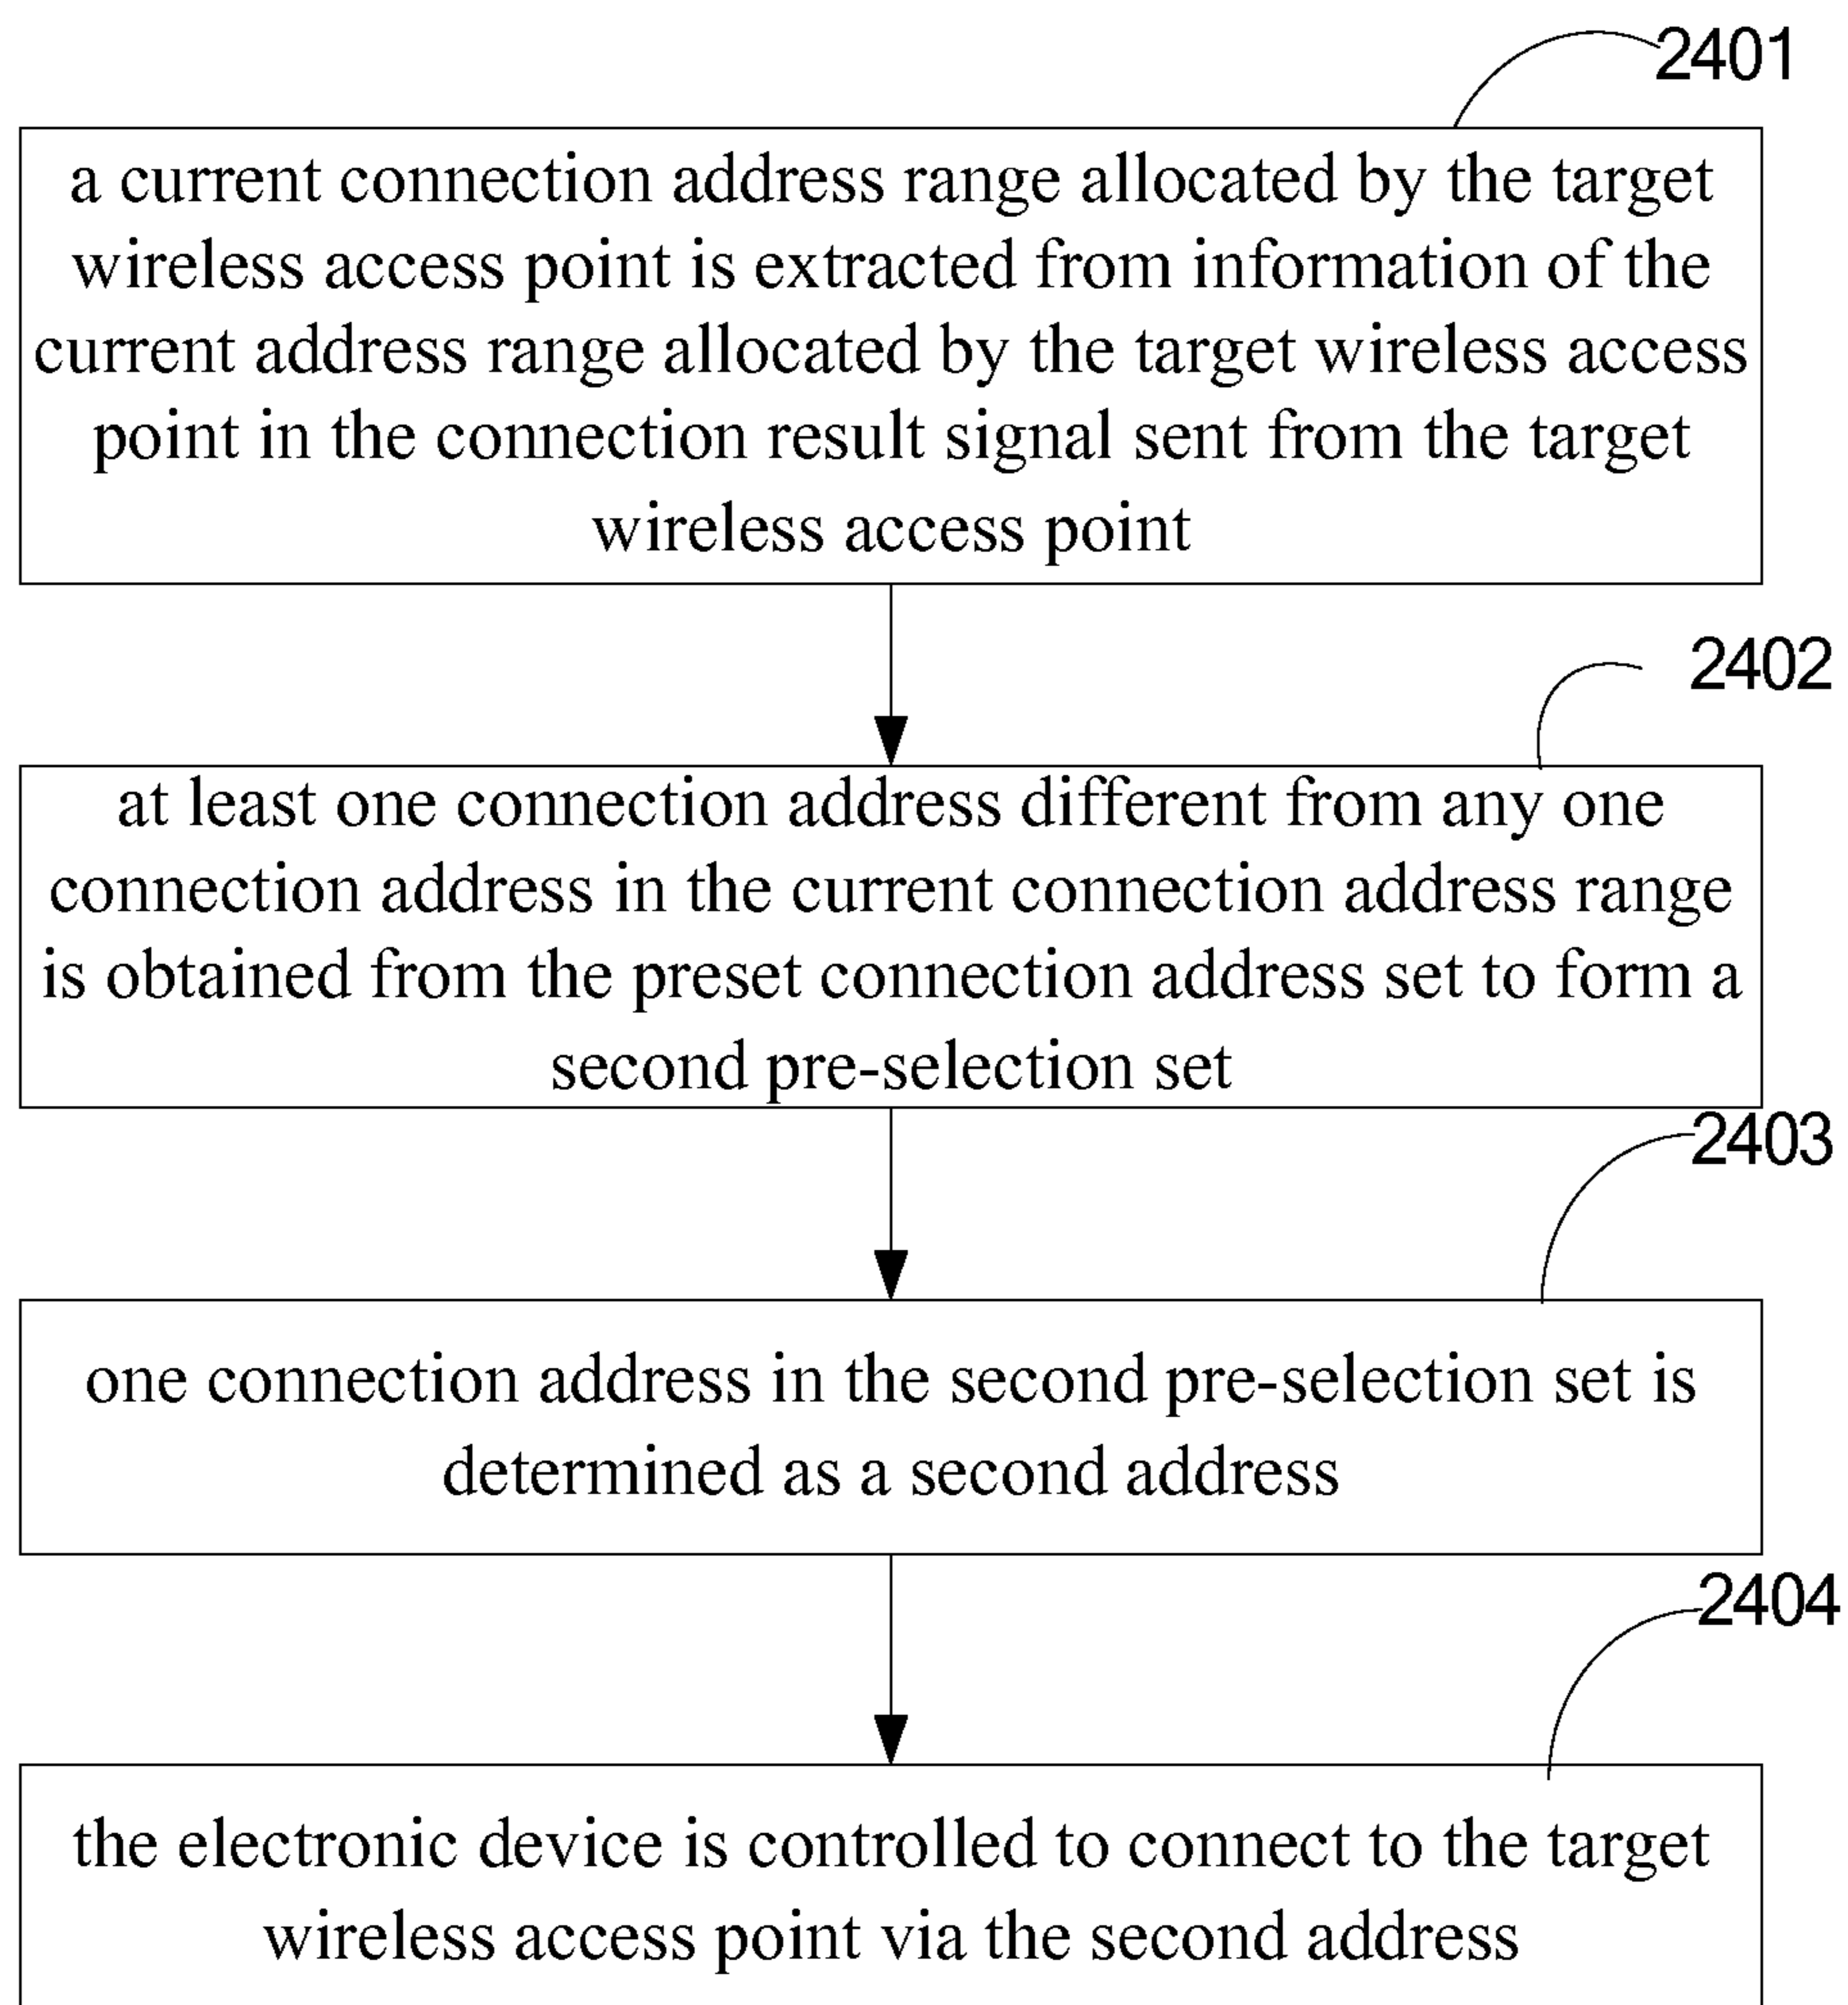 2401
a current connection address range allocated by the target
wireless access point is extracted from information of the
current address range allocated by the target wireless access
point in the connection result signal sent from the target
wireless access point
2402
at least one connection address different from any one
connection address in the current connection address range
is obtained from the preset connection address set to form a
second pre-selection set
2403
one connection address in the second pre-selection set is
determined as a second address
2404
the electronic device is controlled to connect to the target
wireless access point via the second address